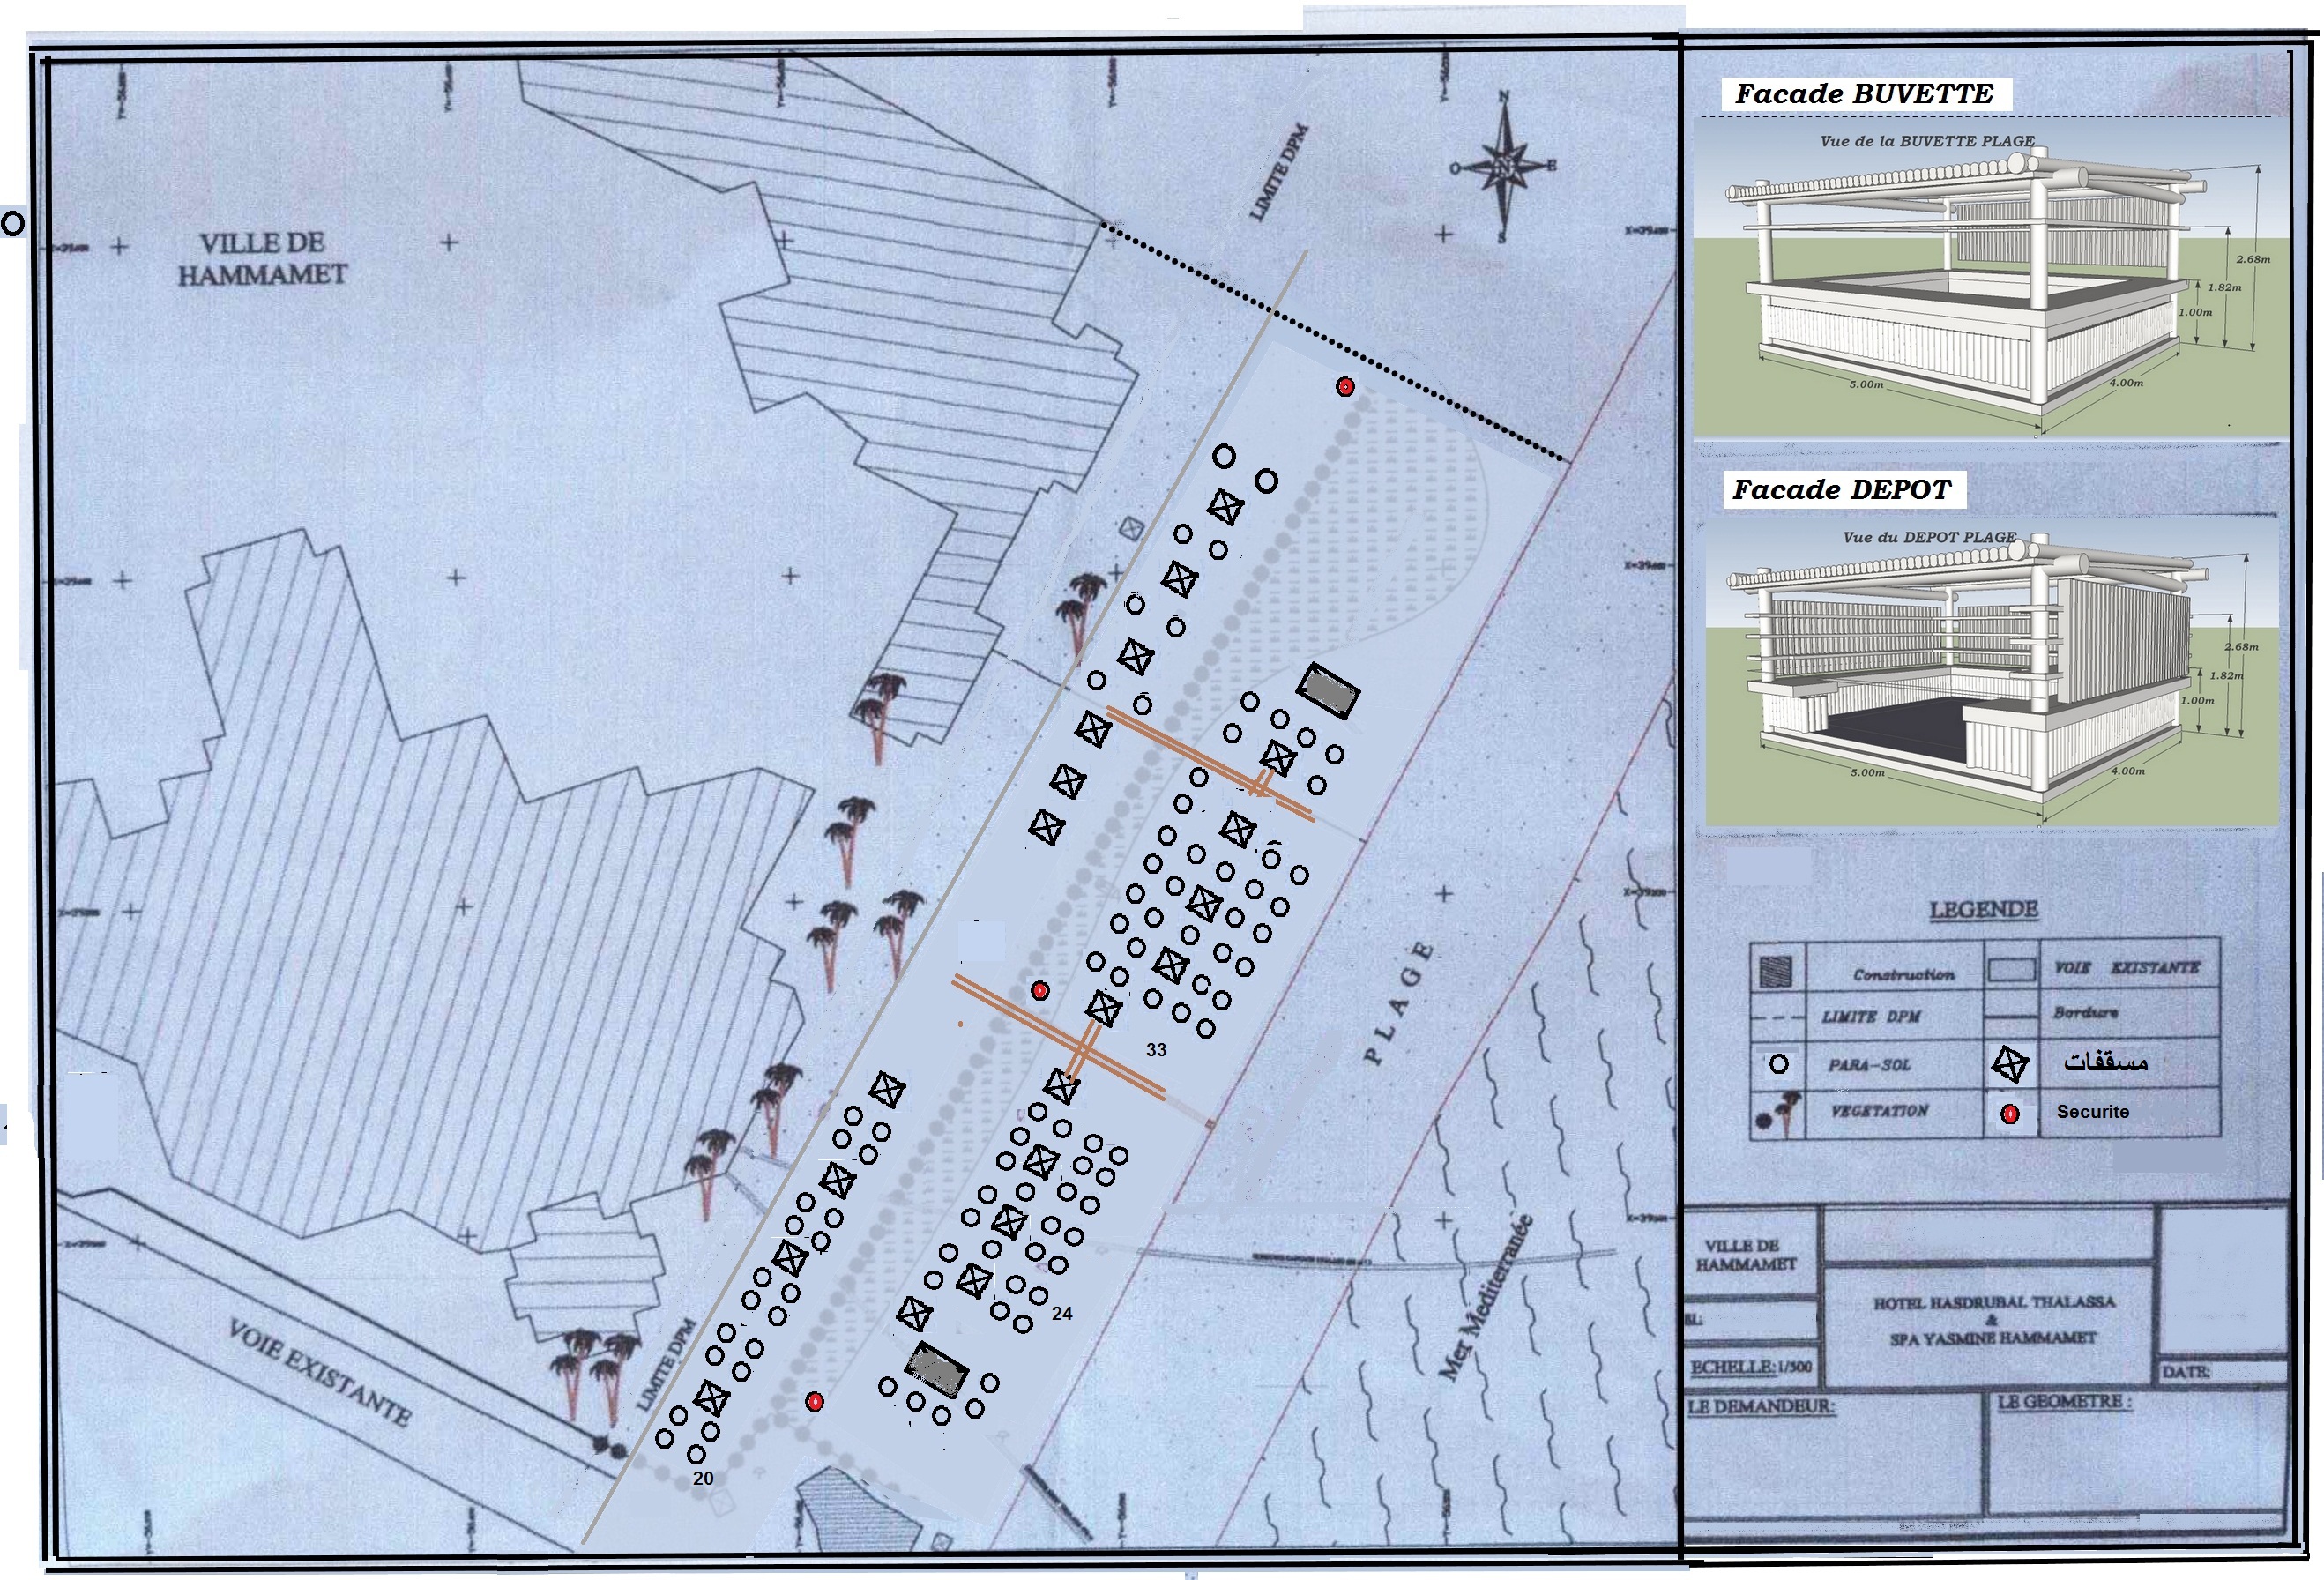 VILLE DE
HAMMAMET
LIMITE DPM
N
O
E
S
33
24
20
PLAGE
Mer Mediterranée
LIMITE DPM
VOIE EXISTANTE
Facade BUVETTE
Vue de la BUVETTE PLAGE
2.68m
1.82m
1.00m
5.00m
4.00m
Facade DEPOT
Vue du DEPOT PLAGE
2.68m
1.82m
1.00m
5.00m
4.00m
LEGENDE
Construction
VOIE EXISTANTE
LIMITE DPM
Bordure
PARA-SOL
مسقفات
VEGETATION
Securite
VILLE DE
HAMMAMET
HOTEL HASDRUBAL THALASSA
&
SPA YASMINE HAMMAMET
ECHELLE:1/500
DATE:
LE DEMANDEUR:
LE GEOMETRE :